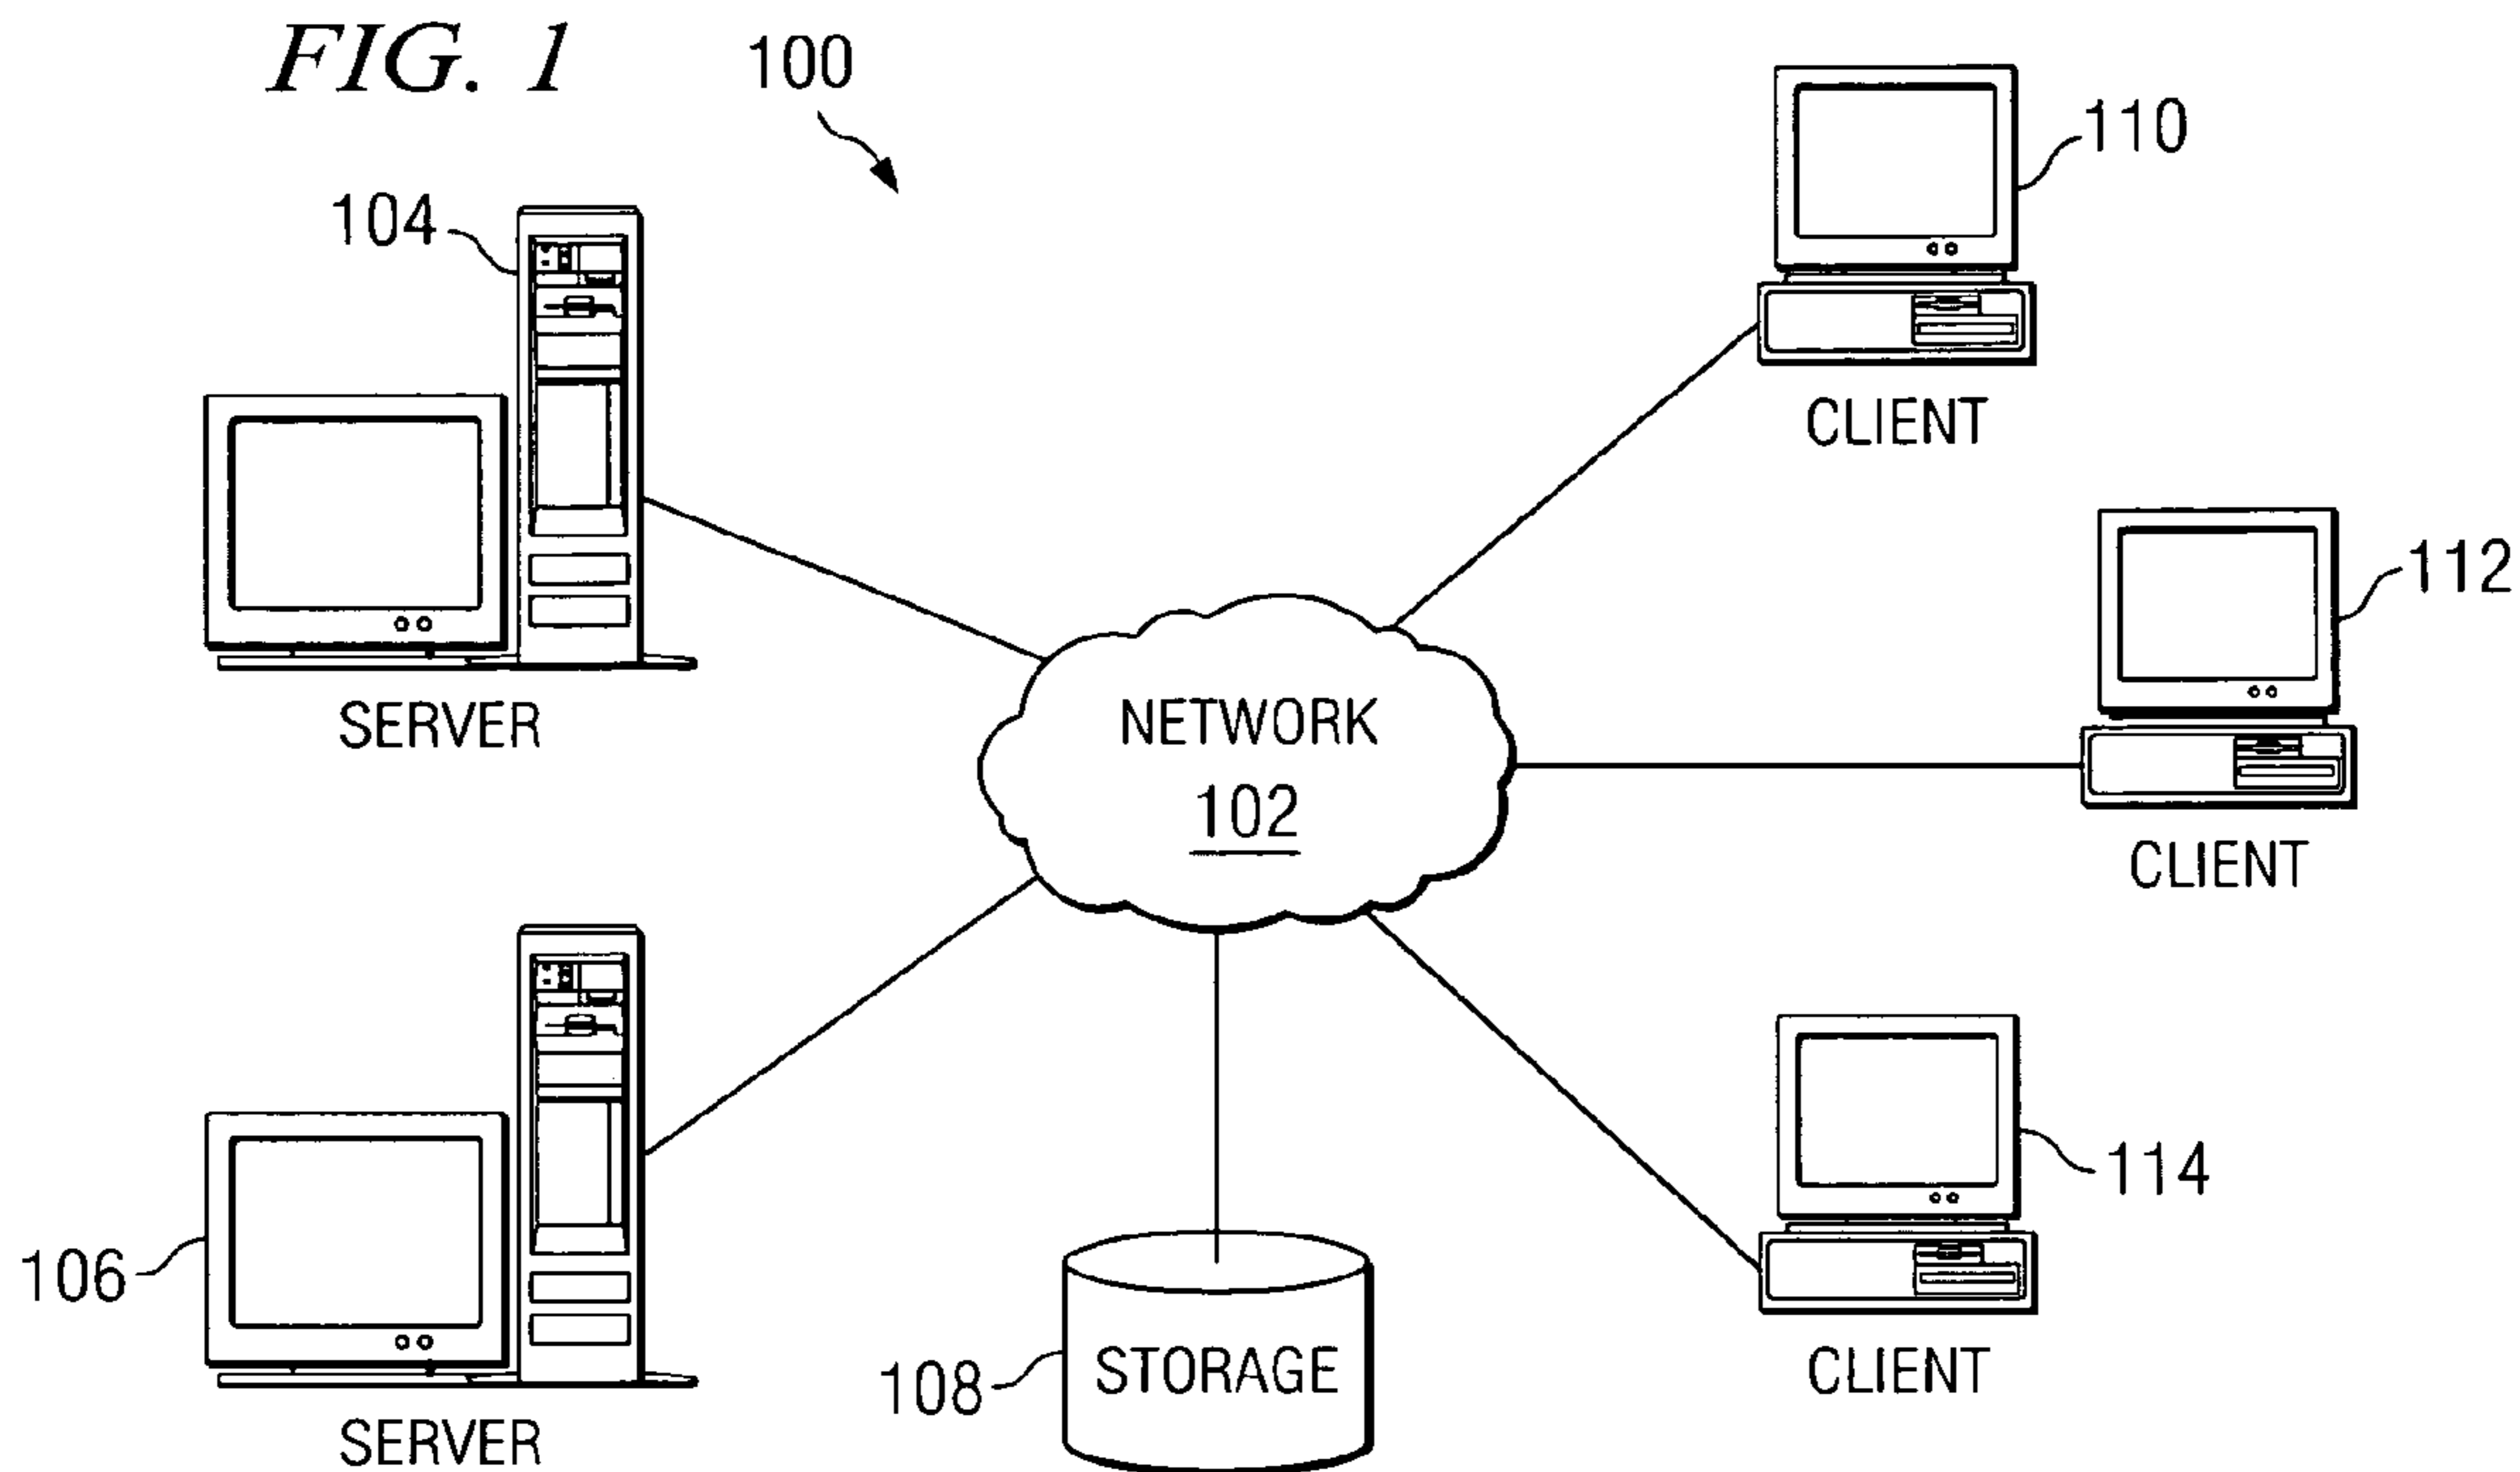 FIG. 1
100
110
104
CLIENT
112
SERVER
NETWORK
102
CLIENT
114
106
108
STORAGE
CLIENT
SERVER